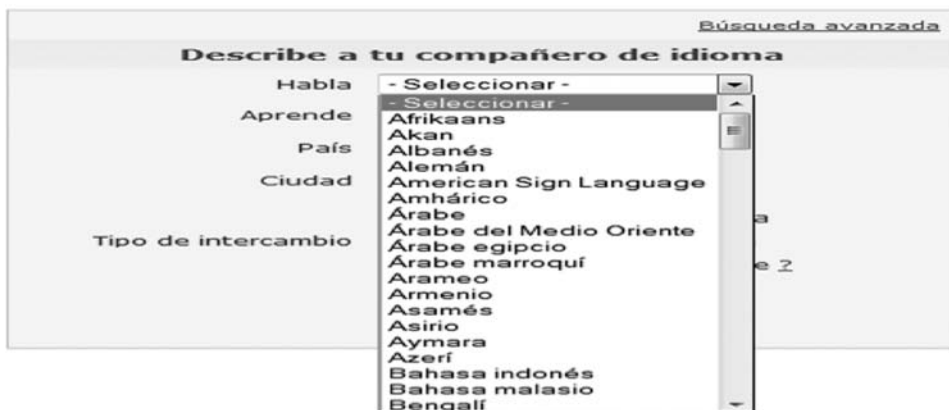 Búsqueda avanzada
Describe a tu compañero de idioma
Habla
- Seleccionar -
- Seleccionar -
Afrikaans
Aprende
Akan
Albanés
País
Alemán
American Sign Language
Ciudad
Amhárico
Árabe
Árabe del Medio Oriente
Tipo de intercambio
Árabe egipcio
Árabe marroquí
Arameo
Armenio
Asamés
Asirio
Aymara
Azerí
Bahasa indonés
Bahasa malasio
Bengalí
a
e ?